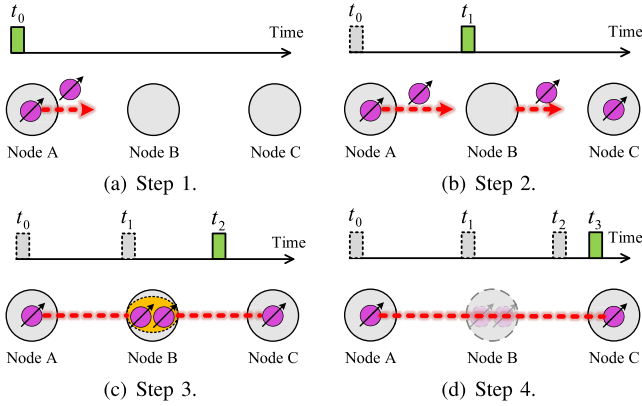 t0
Time
Node A Node B Node C
(a) Step 1.
t0 t1
Time
Node A Node B Node C
(b) Step 2.
t0 t1 t2
Time
Node A Node B Node C
(c) Step 3.
t0 t1 t2 t3
Time
Node A Node B Node C
(d) Step 4.